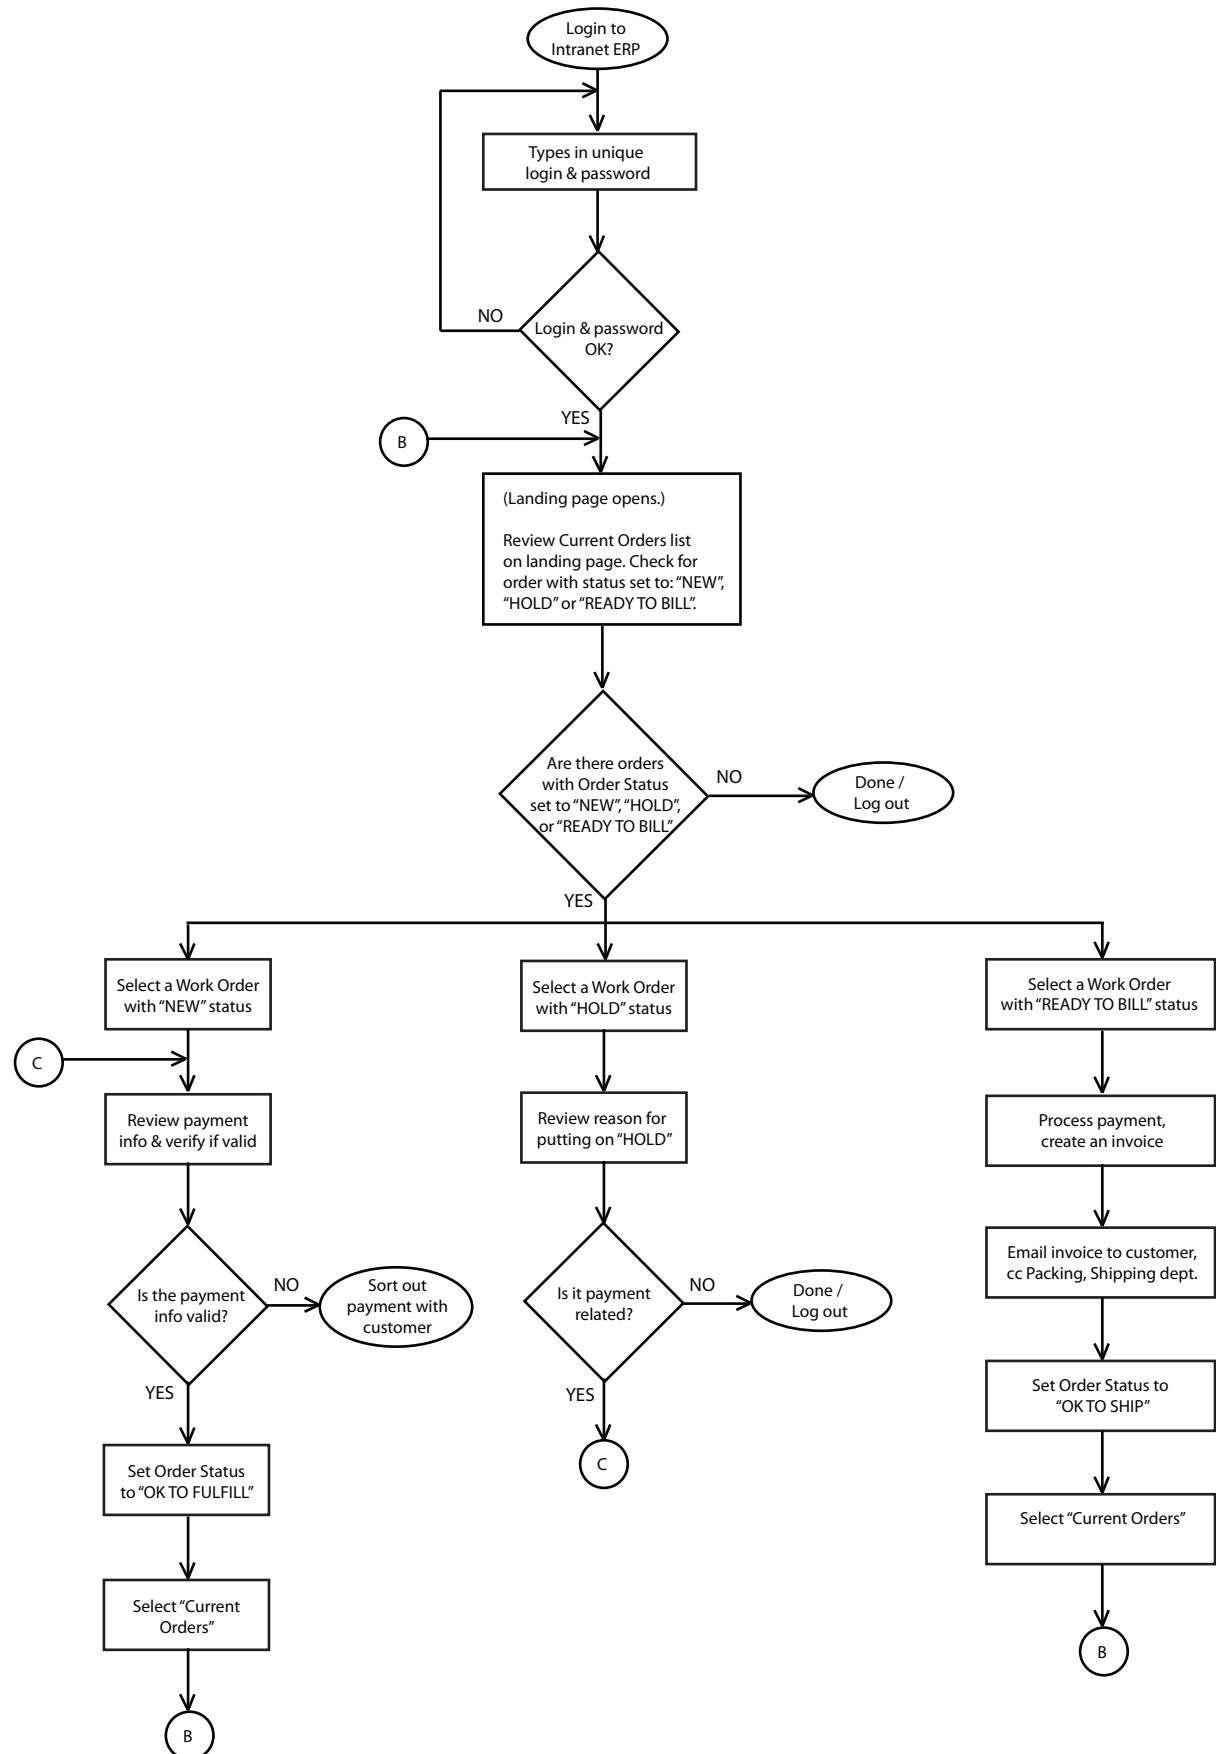 Login to
Intranet ERP
Types in unique
login & password
NO
Login & password
OK?
YES
B
(Landing page opens.)
Review Current Orders list
on landing page. Check for
order with status set to: “NEW”,
“HOLD” or “READY TO BILL”.
Are there orders
with Order Status
set to “NEW”, “HOLD”,
or “READY TO BILL”
NO
Done /
Log out
YES
Select a Work Order
with “NEW” status
Select a Work Order
with “HOLD” status
Select a Work Order
with “READY TO BILL” status
C
Review payment
info & verify if valid
Review reason for
putting on “HOLD”
Process payment,
create an invoice
Is the payment
info valid?
NO
Sort out
payment with
customer
Is it payment
related?
NO
Done /
Log out
Email invoice to customer,
cc Packing, Shipping dept.
YES
YES
Set Order Status to
“OK TO SHIP”
Set Order Status
to “OK TO FULFILL”
C
Select “Current Orders”
Select “Current
Orders”
B
B